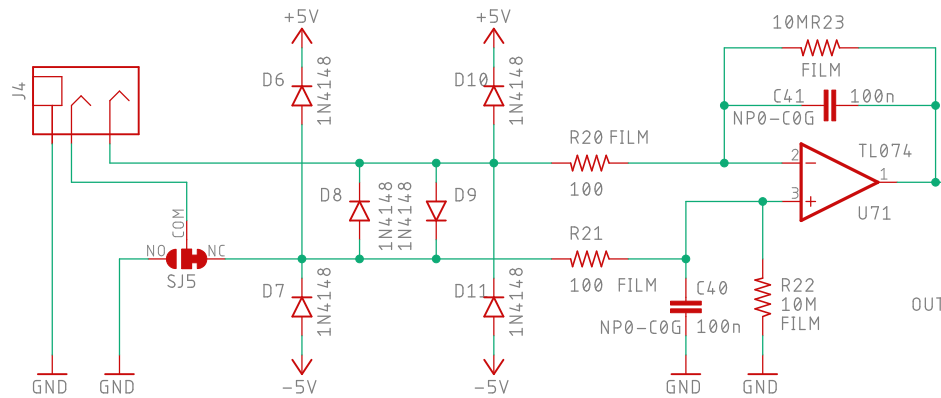 +5V
+5V
10MR23
J4
D6
1N4148
D10
1N4148
FILM
C41
100n
NP0-C0G
R20 FILM
100
TL074
2
1
3
U71
D8
1N4148
1N4148
D9
COM
NO
NC
SJ5
R21
100
FILM
D7
1N4148
D11
1N4148
C40
NP0-C0G
100n
R22
10M
FILM
OUT
GND
GND
-5V
-5V
GND
GND